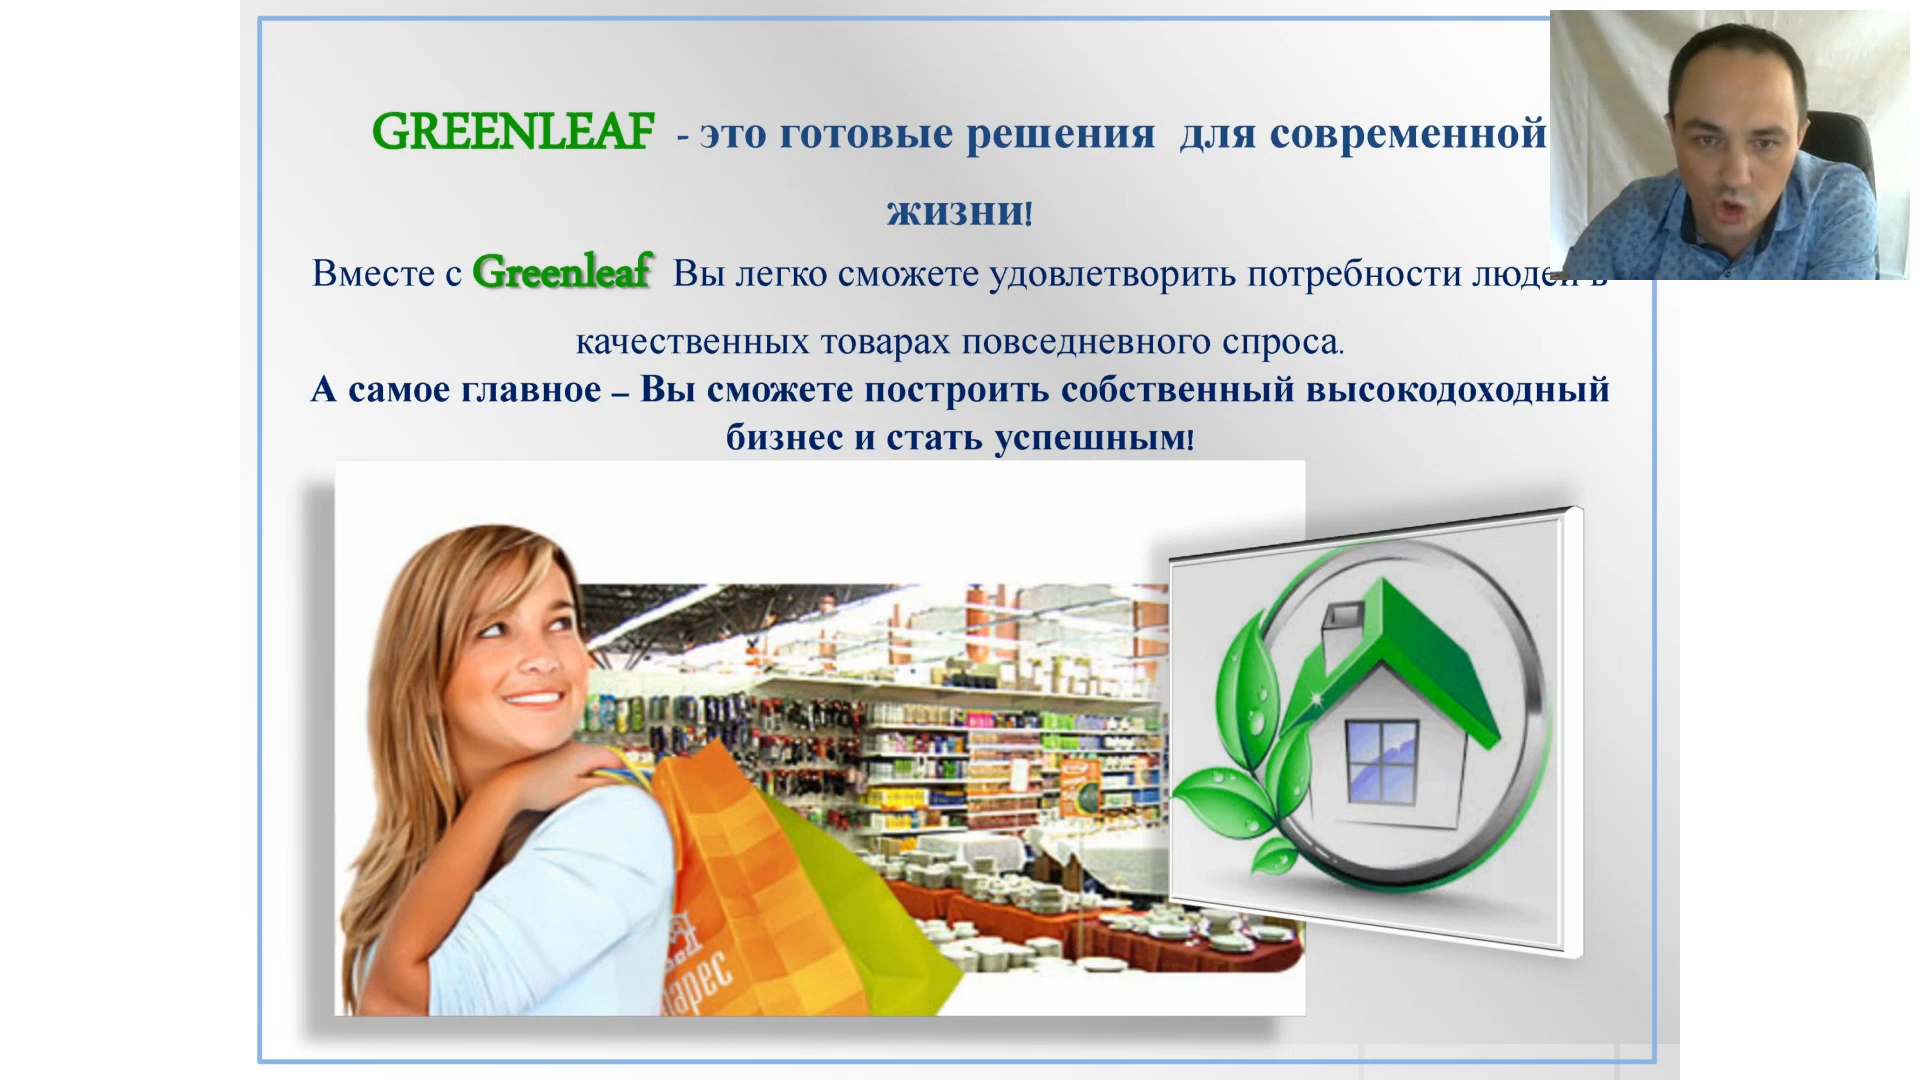 GREENLEAF - это готовые решения для современной
жизни!
Вместе с Greenleaf Вы легко сможете удовлетворить потребности людей в
качественных товарах повседневного спроса.
А самое главное – Вы сможете построить собственный высокодоходный
бизнес и стать успешным!